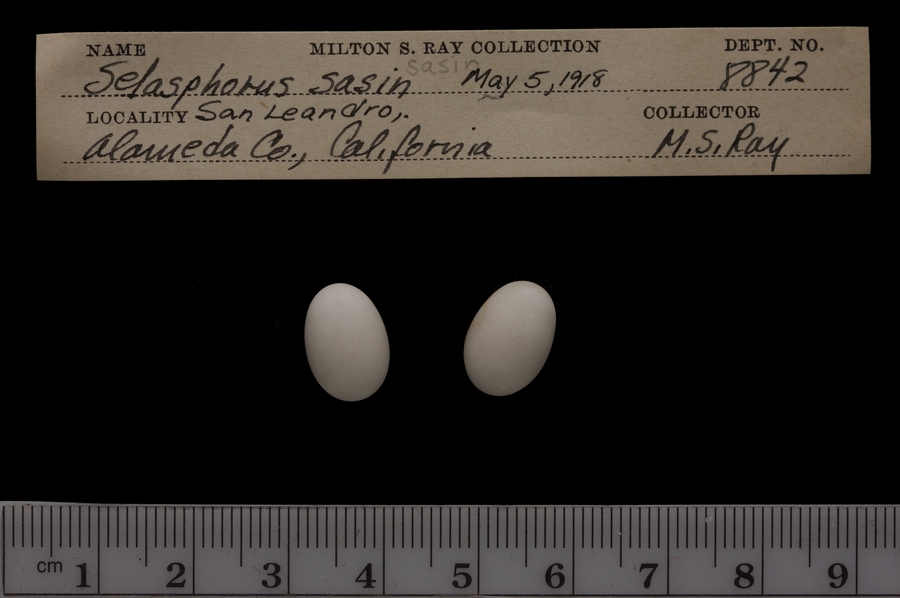 NAME MILTON S. RAY COLLECTION DEPT. NO.
sasin
Selasphorus sasin May 5, 1918 8842
LOCALITY San Leandro,. COLLECTOR
Alameda Co., California M.S. Ray
cm 1 2 3 4 5 6 7 8 9